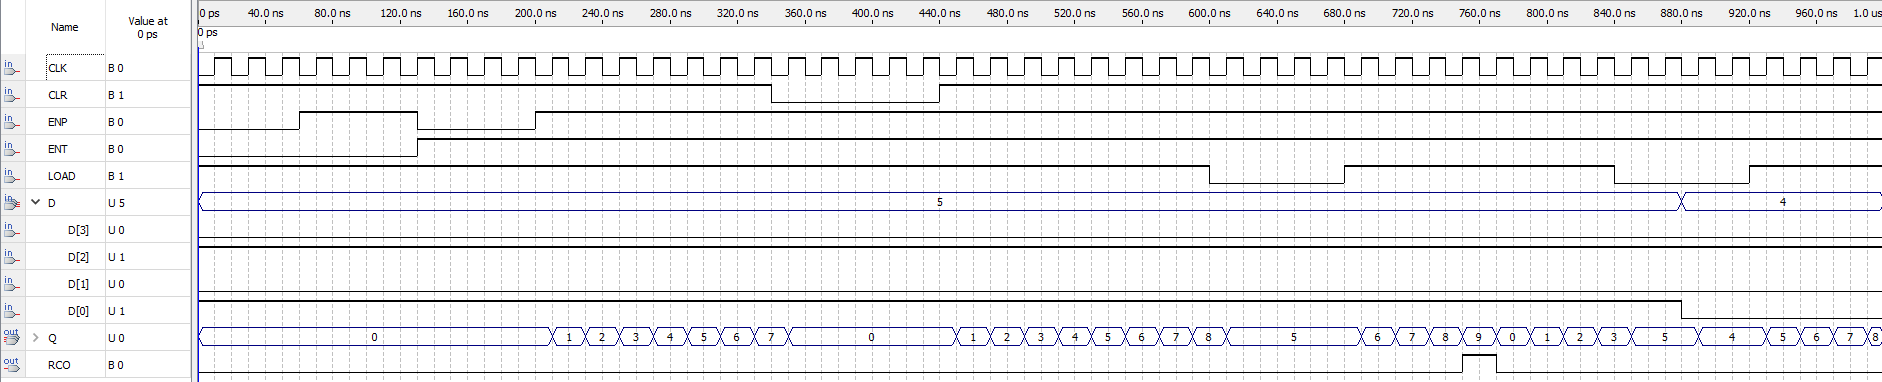 Name Value at 0 ps 0 ps 40.0 ns 80.0 ns 120.0 ns 160.0 ns 200.0 ns 240.0 ns 280.0 ns 320.0 ns 360.0 ns 400.0 ns 440.0 ns 480.0 ns 520.0 ns 560.0 ns 600.0 ns 640.0 ns 680.0 ns 720.0 ns 760.0 ns 800.0 ns 840.0 ns 880.0 ns 920.0 ns 960.0 ns 1.0 us
0 ps
in CLK B 0
in CLR B 1
in ENP B 0
in ENT B 0
in LOAD B 1
in D U 5 5 4
in D[3] U 0
in D[2] U 1
in D[1] U 0
in D[0] U 1
out Q U 0 0 1 2 3 4 5 6 7 0 1 2 3 4 5 6 7 8 5 6 7 8 9 0 1 2 3 5 4 5 6 7 8
out RCO B 0